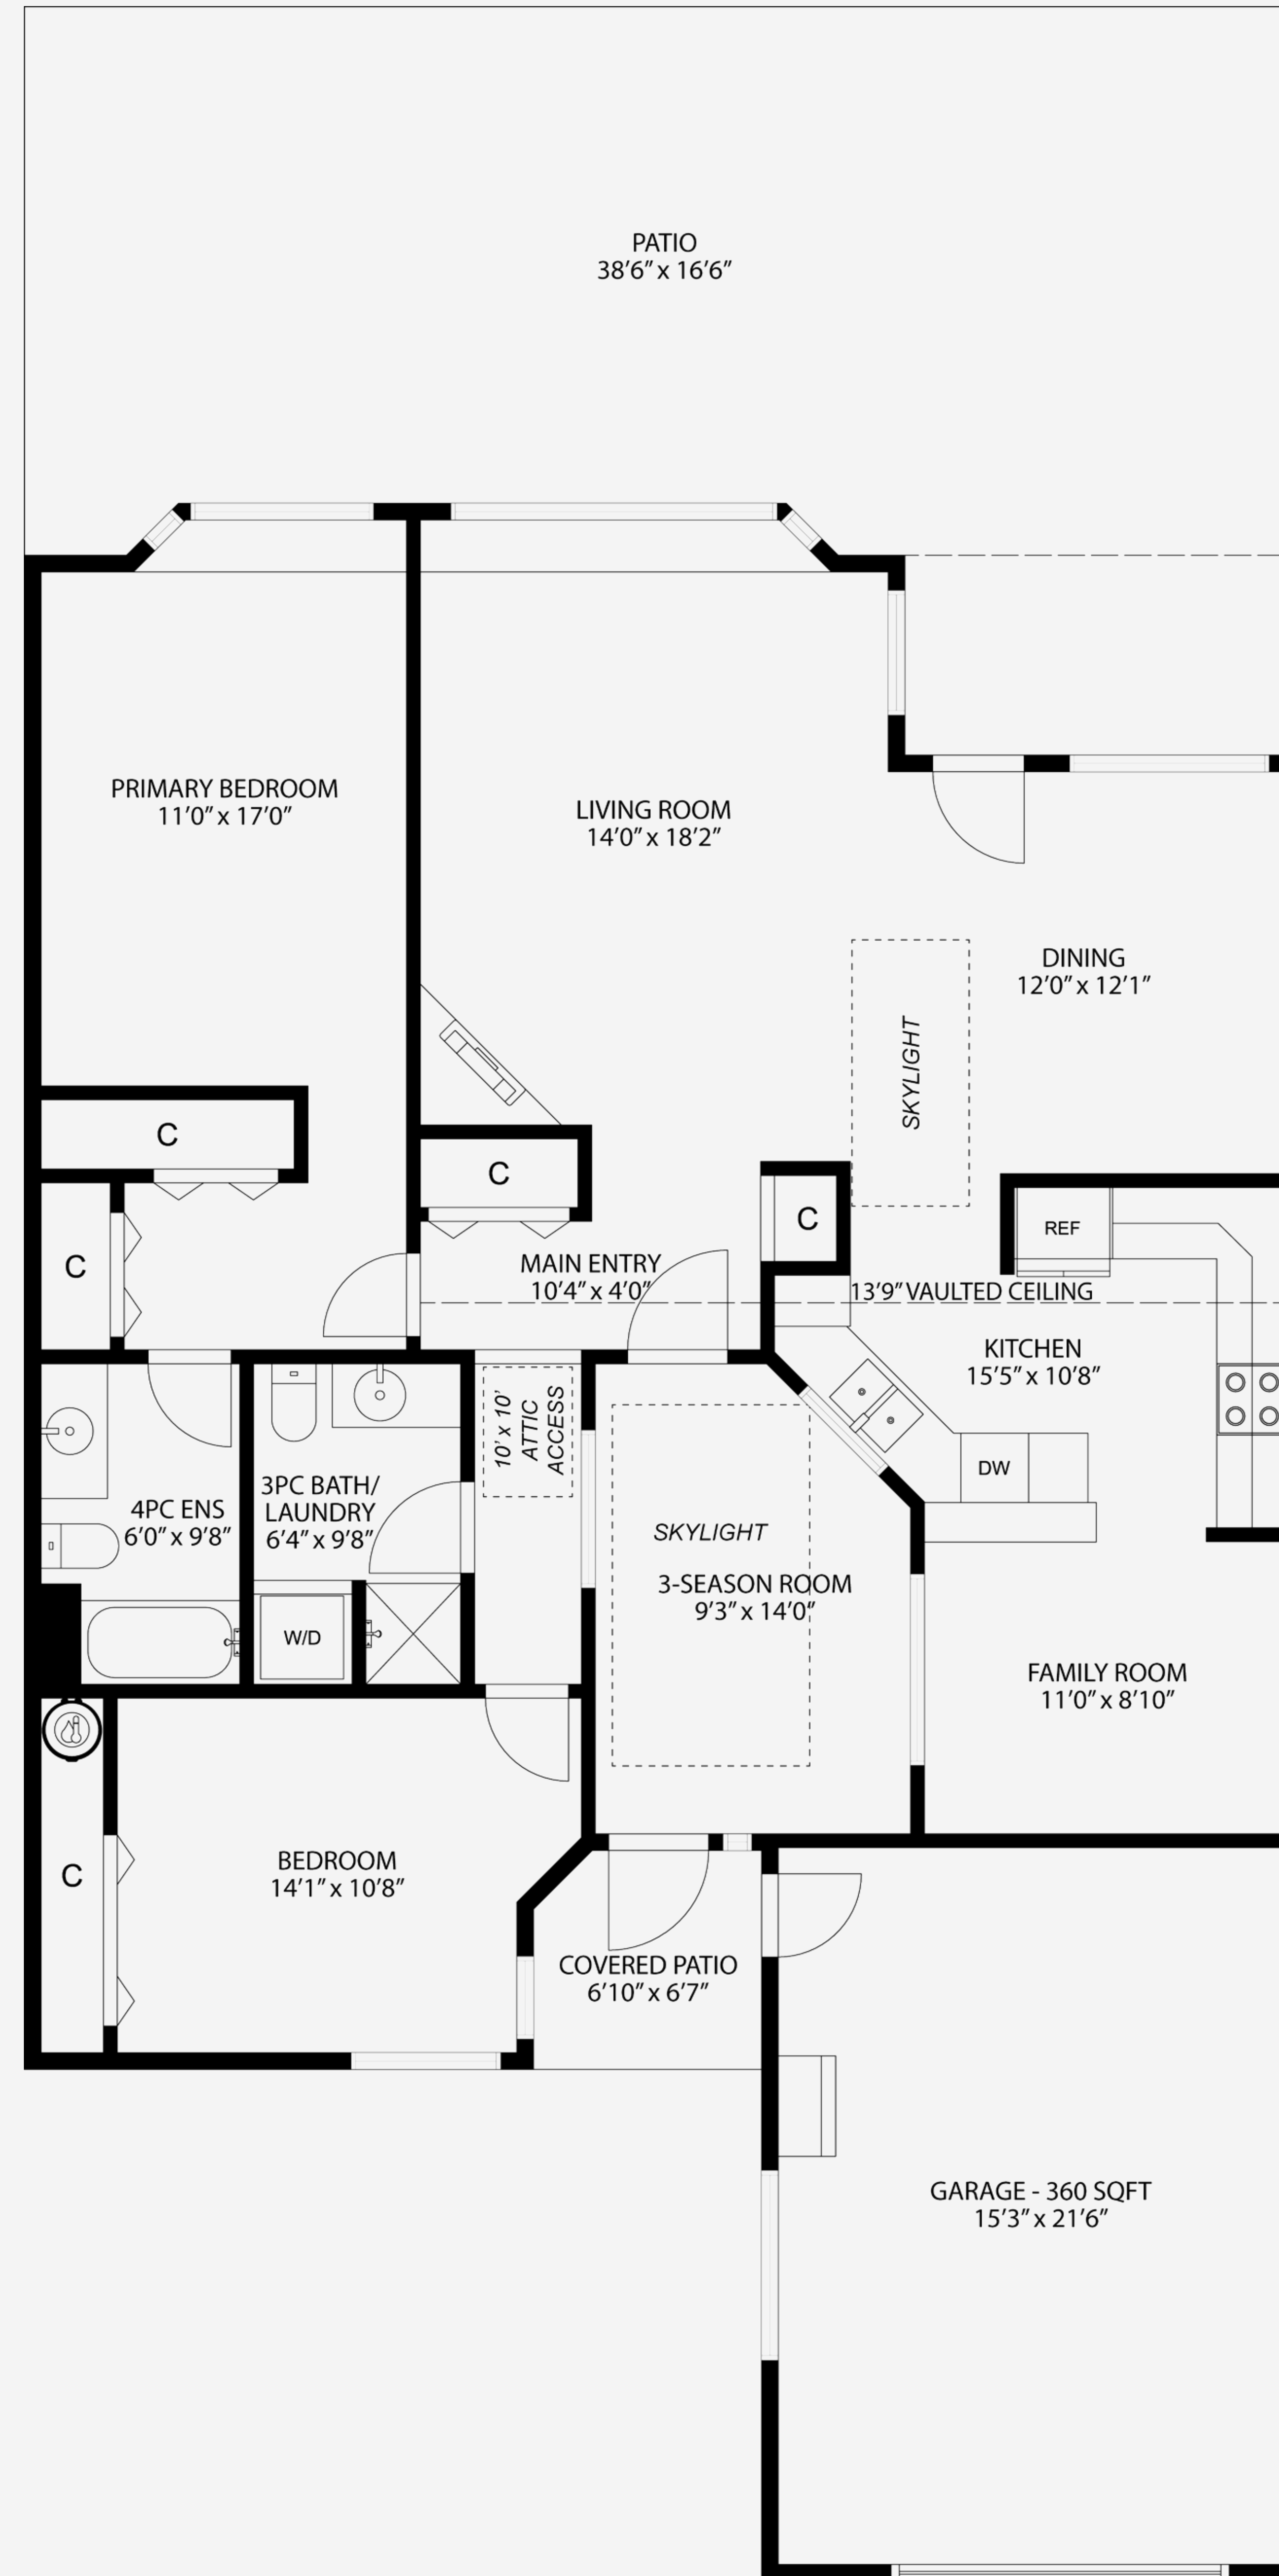 PATIO
38'6" x 16'6"
PRIMARY BEDROOM
11'0" x 17'0"
LIVING ROOM
14'0" x 18'2"
DINING
12'0" x 12'1"
SKYLIGHT
C
C
C
C
REF
MAIN ENTRY
10'4" x 4'0"
13'9" VAULTED CEILING
KITCHEN
15'5" x 10'8"
10' x 10'
ATTIC
ACCESS
DW
4PC ENS
6'0" x 9'8"
3PC BATH/
LAUNDRY
6'4" x 9'8"
SKYLIGHT
3-SEASON ROOM
9'3" x 14'0"
W/D
FAMILY ROOM
11'0" x 8'10"
C
BEDROOM
14'1" x 10'8"
COVERED PATIO
6'10" x 6'7"
GARAGE - 360 SQFT
15'3" x 21'6"